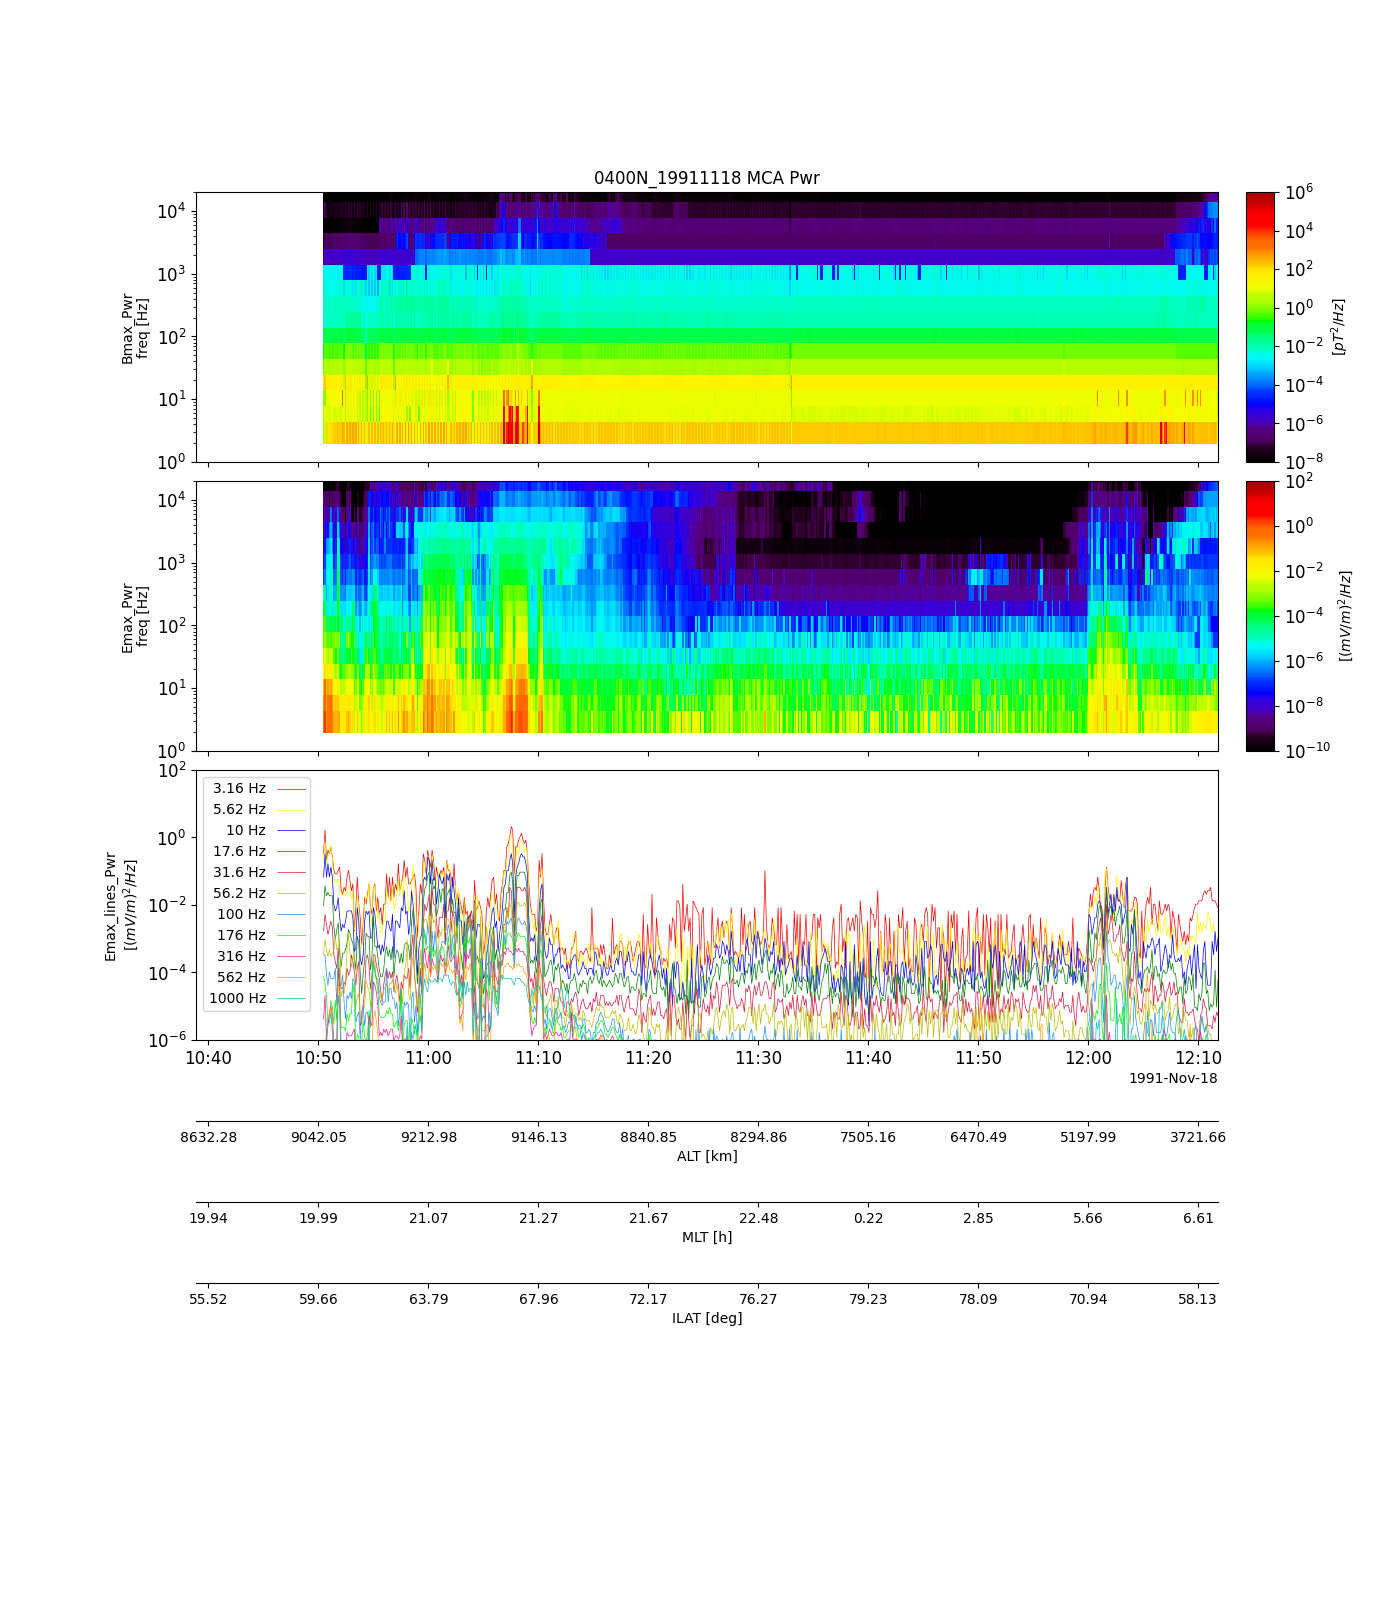 0400N_19911118 MCA Pwr
10^4
10^3
10^2
10^1
10^0
Bmax_Pwr
freq [Hz]
10^6
10^4
10^2
10^0
10^-2
10^-4
10^-6
10^-8
[pT^2/Hz]
10^4
10^3
10^2
10^1
10^0
Emax_Pwr
freq [Hz]
10^2
10^0
10^-2
10^-4
10^-6
10^-8
10^-10
[(mV/m)^2/Hz]
10^2
10^0
10^-2
10^-4
10^-6
Emax_lines_Pwr
[(mV/m)^2/Hz]
3.16 Hz
5.62 Hz
10 Hz
17.6 Hz
31.6 Hz
56.2 Hz
100 Hz
176 Hz
316 Hz
562 Hz
1000 Hz
10:40 10:50 11:00 11:10 11:20 11:30 11:40 11:50 12:00 12:10
1991-Nov-18
8632.28 9042.05 9212.98 9146.13 8840.85 8294.86 7505.16 6470.49 5197.99 3721.66
ALT [km]
19.94 19.99 21.07 21.27 21.67 22.48 0.22 2.85 5.66 6.61
MLT [h]
55.52 59.66 63.79 67.96 72.17 76.27 79.23 78.09 70.94 58.13
ILAT [deg]